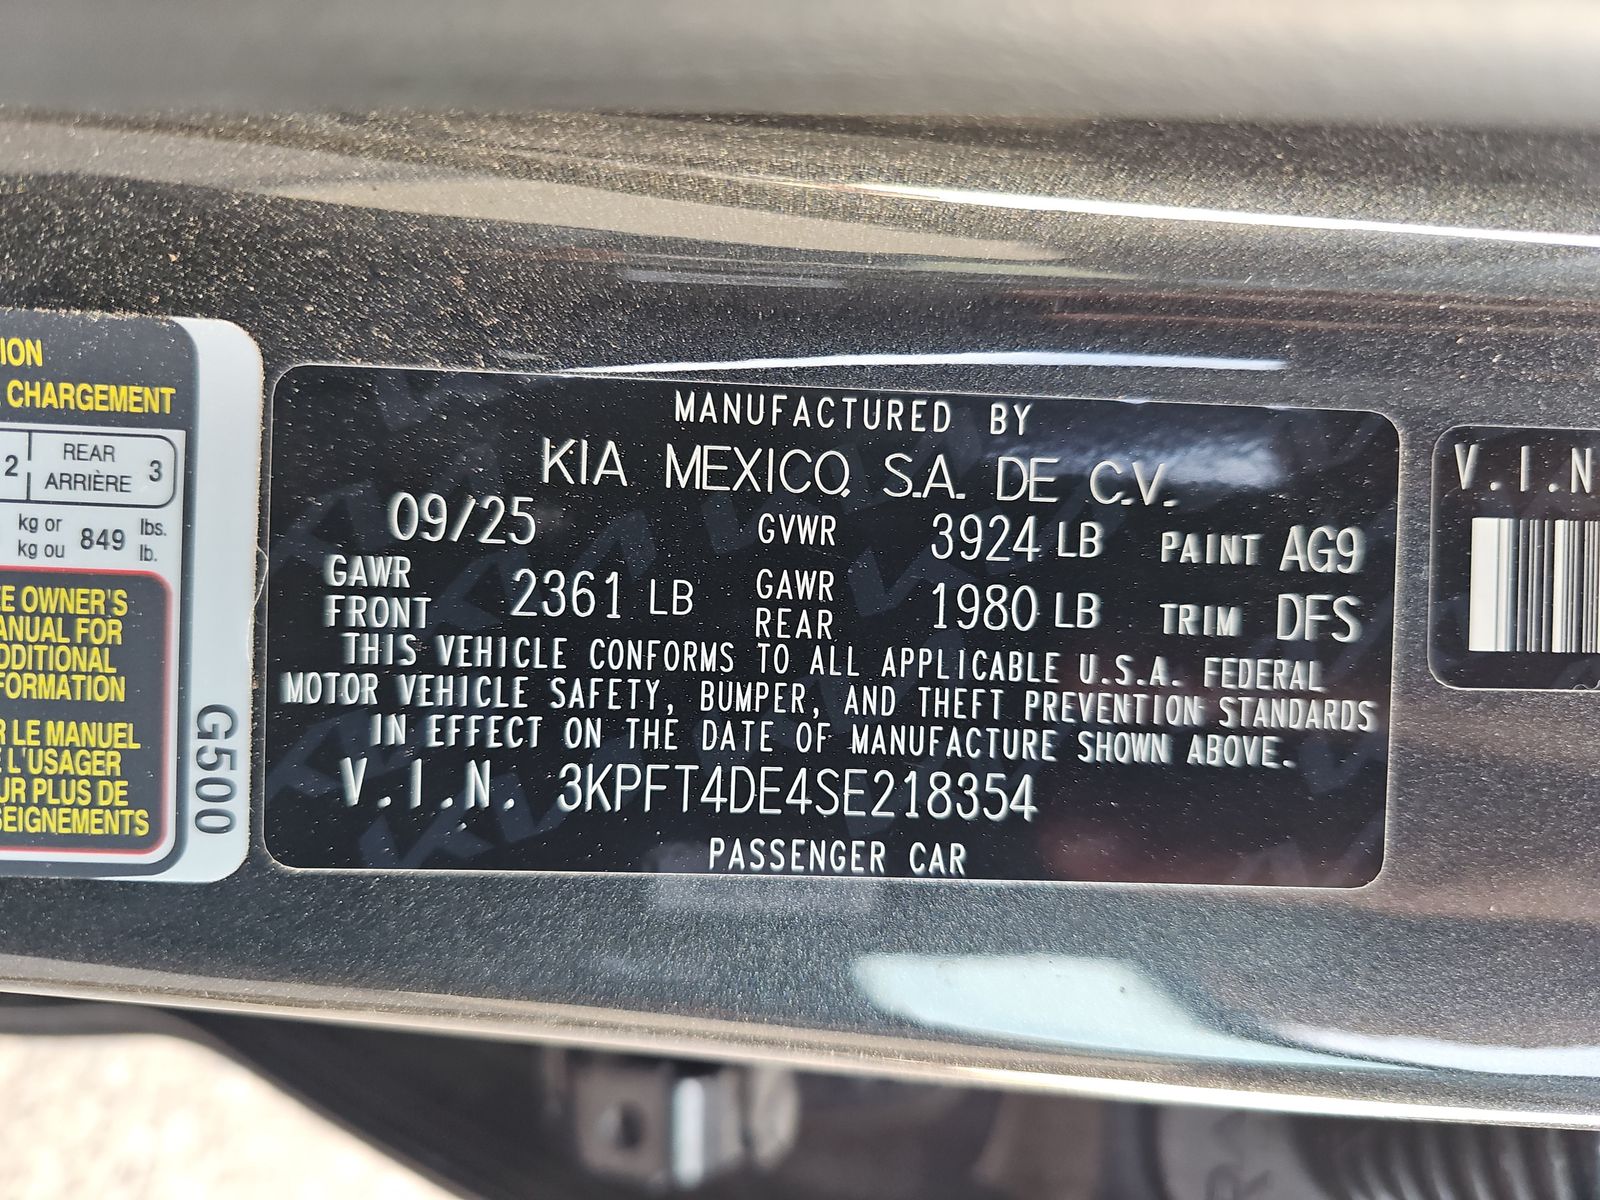 ION
CHARGEMENT
2 REAR ARRIÈRE 3
kg or
kg ou 849 lbs.
lb.
E OWNER'S
ANUAL FOR
DDITIONAL
FORMATION
R LE MANUEL
E L'USAGER
UR PLUS DE
SEIGNEMENTS
G500
MANUFACTURED BY
KIA MEXICO, S.A. DE C.V.
09/25 GVWR 3924 LB PAINT AG9
GAWR FRONT 2361 LB GAWR REAR 1980 LB TRIM DFS
THIS VEHICLE CONFORMS TO ALL APPLICABLE U.S.A. FEDERAL
MOTOR VEHICLE SAFETY, BUMPER, AND THEFT PREVENTION STANDARDS
IN EFFECT ON THE DATE OF MANUFACTURE SHOWN ABOVE.
V.I.N. 3KPFT4DE4SE218354
PASSENGER CAR
V.I.N